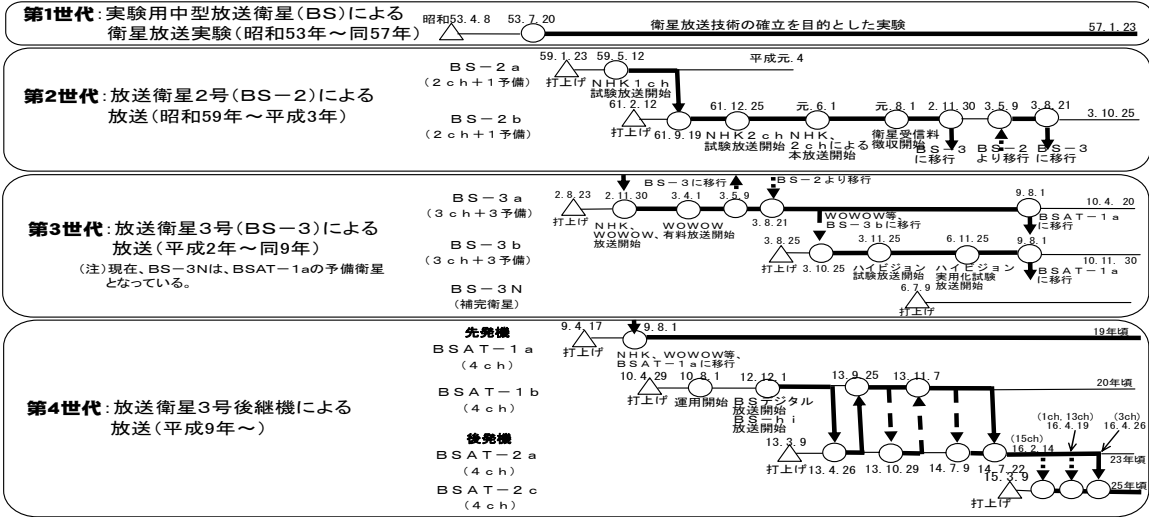 第1世代：実験用中型放送衛星(BS)による
衛星放送実験(昭和53年～同57年)
昭和53.4.8
53.7.20
衛星放送技術の確立を目的とした実験
57.1.23
第2世代：放送衛星2号(BS－2)による
放送(昭和59年～平成3年)
BS－2a
(2ch＋1予備)
59.1.23
打上げ
59.5.12
NHK1ch
試験放送開始
平成元.4
BS－2b
(2ch＋1予備)
61.2.12
打上げ
61.9.19
61.12.25
NHK2ch
試験放送開始
元.6.1
NHK、
2chによる
本放送開始
元.8.1
衛星受信料
徴収開始
2.11.30
BS－3
に移行
3.5.9
BS－2
より移行
3.8.21
BS－3
に移行
3.10.25
第3世代：放送衛星3号(BS－3)による
放送(平成2年～同9年)
(注)現在、BS－3Nは、BSAT－1aの予備衛星
となっている。
BS－3a
(3ch＋3予備)
2.8.23
打上げ
2.11.30
NHK、
WOWOW、
放送開始
3.4.1
WOWOW
有料放送開始
BS－3に移行
3.5.9
BS－2より移行
3.8.21
WOWOW等、
BS－3bに移行
9.8.1
BSAT－1a
に移行
10.4.20
BS－3b
(3ch＋3予備)
3.8.25
打上げ
3.10.25
3.11.25
ハイビジョン
試験放送開始
6.11.25
ハイビジョン
実用化試験
放送開始
9.8.1
BSAT－1a
に移行
10.11.30
BS－3N
(補完衛星)
6.7.9
打上げ
第4世代：放送衛星3号後継機による
放送(平成9年～)
先発機
BSAT－1a
(4ch)
9.4.17
打上げ
9.8.1
NHK、WOWOW等、
BSAT－1aに移行
19年頃
BSAT－1b
(4ch)
10.4.29
打上げ
10.8.1
運用開始
12.12.1
BSデジタル
放送開始
BS－hi
放送開始
13.9.25
13.11.7
20年頃
後発機
BSAT－2a
(4ch)
13.3.9
打上げ
13.4.26
13.10.29
14.7.9
14.7.22
(15ch)
16.2.14
(1ch,13ch)
16.4.19
(3ch)
16.4.26
23年頃
BSAT－2c
(4ch)
15.3.9
打上げ
25年頃